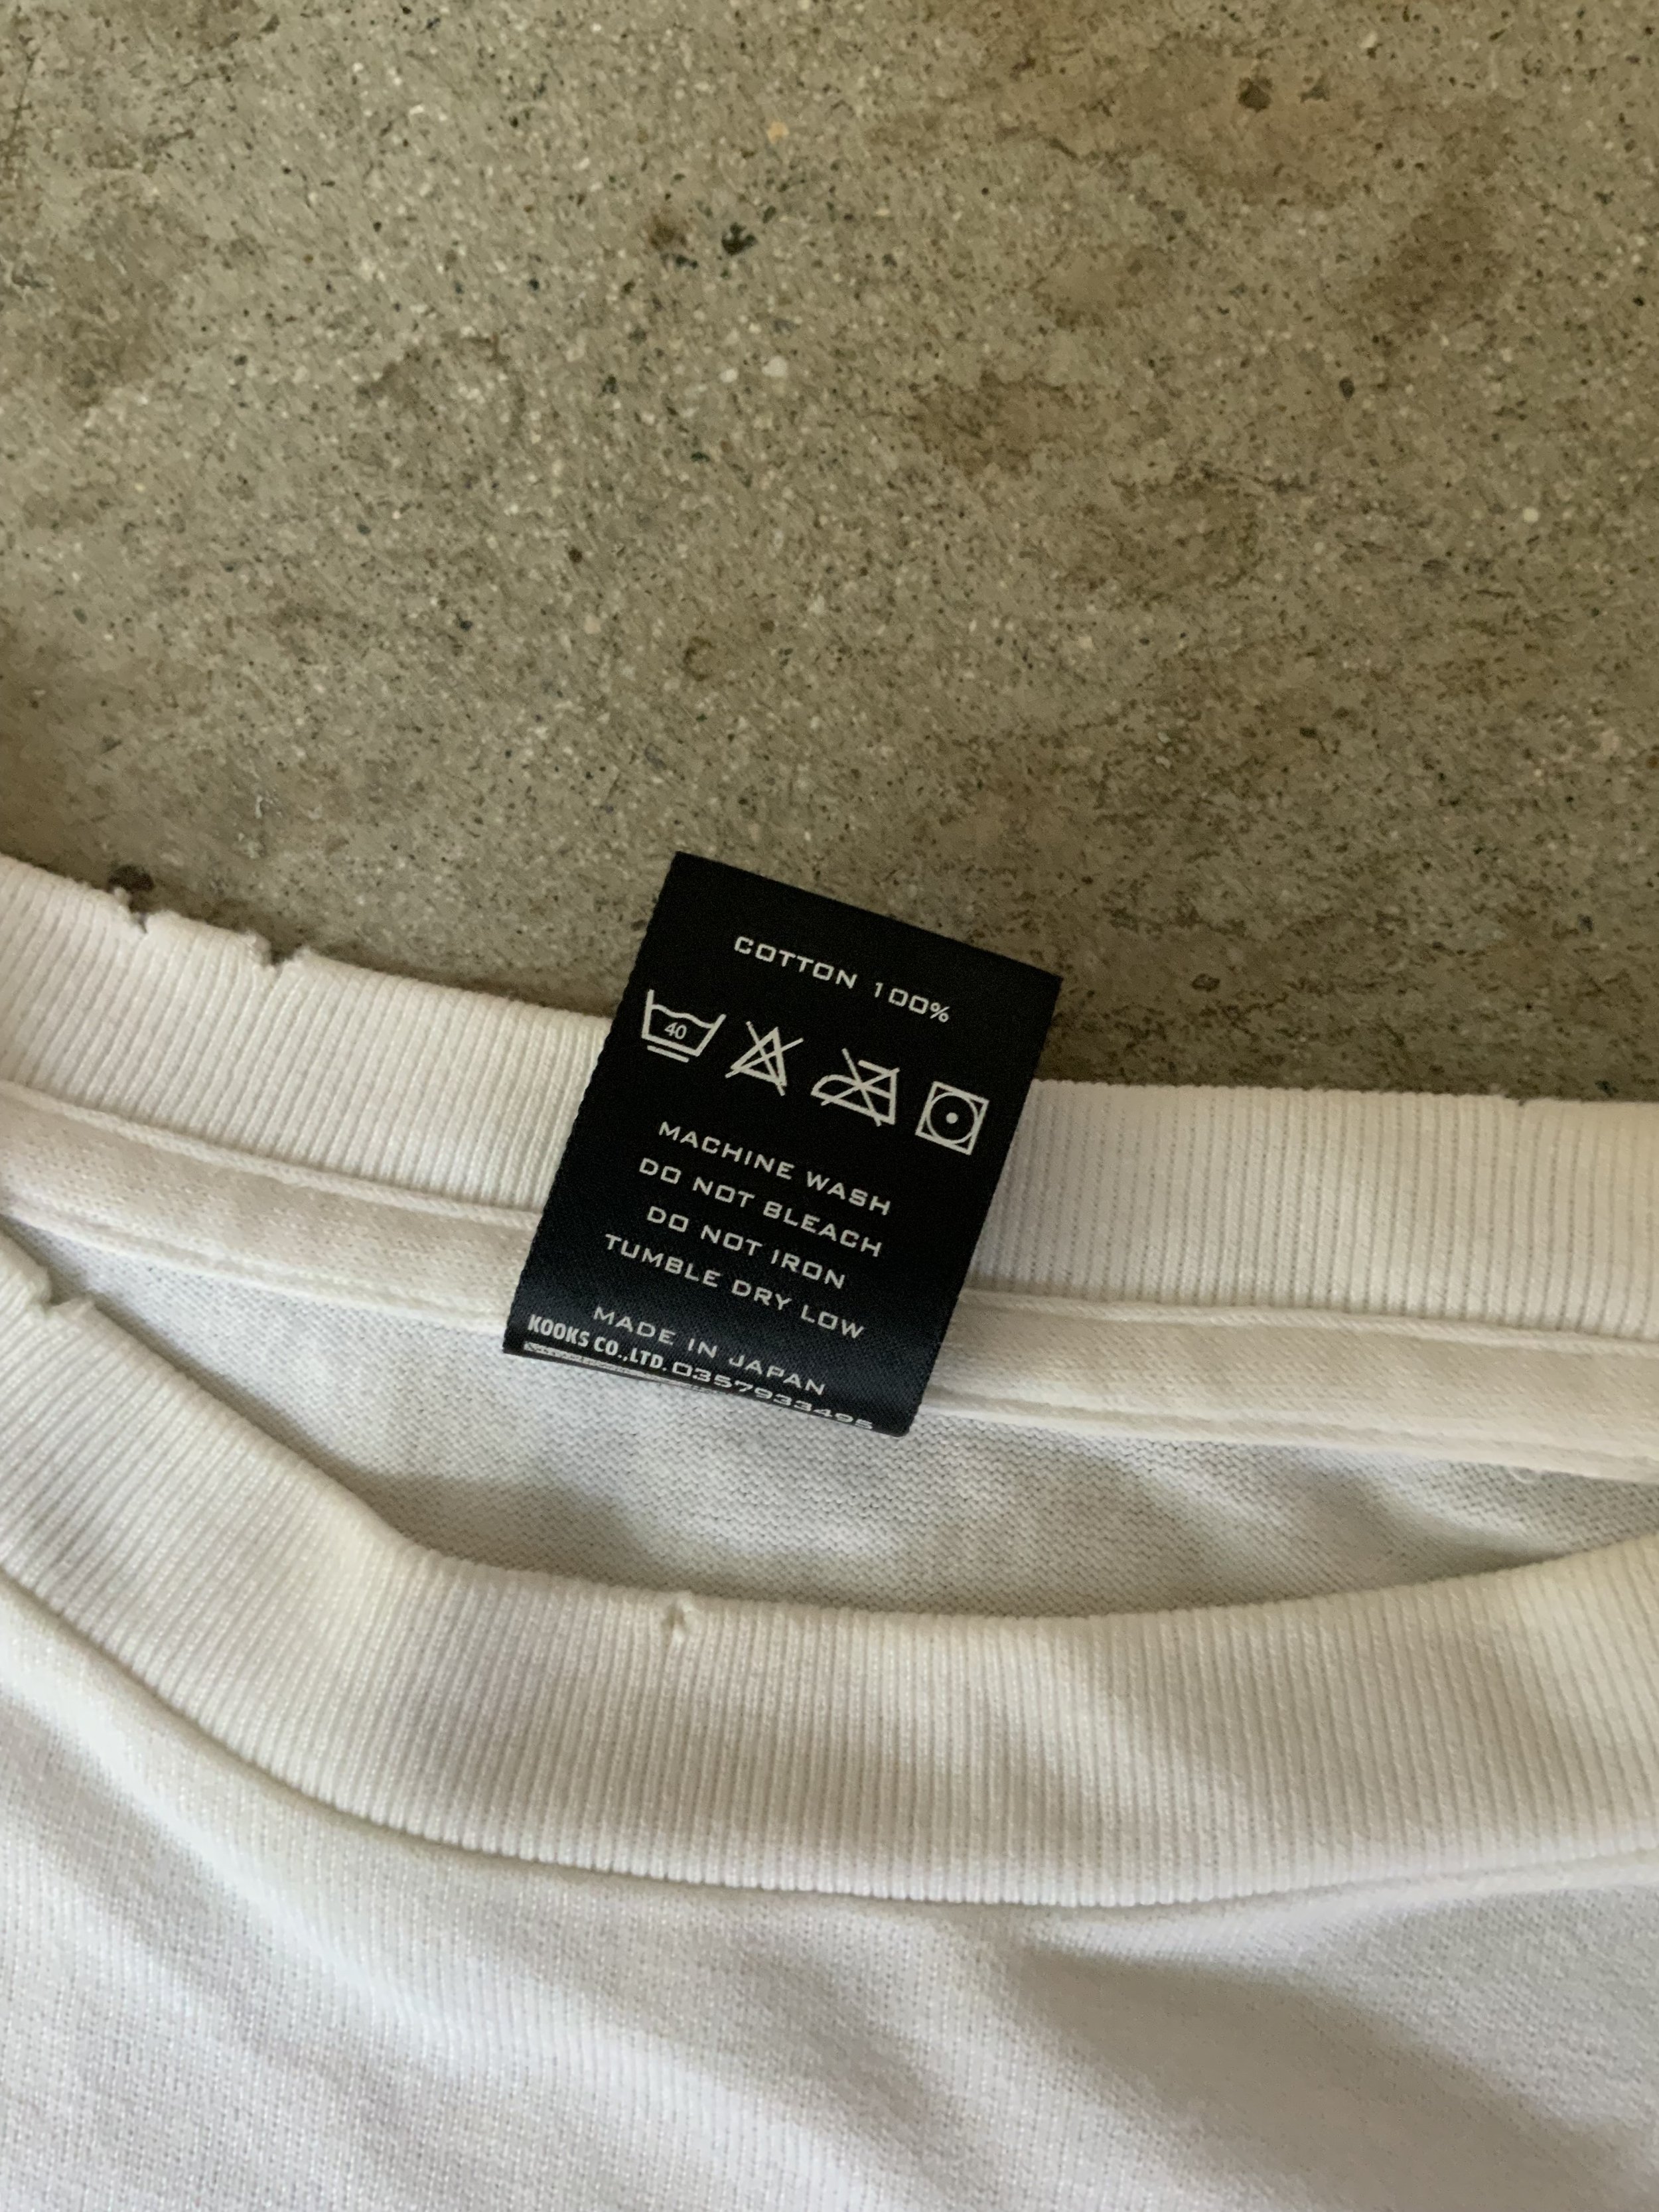 COTTON 100%
40
MACHINE WASH
DO NOT BLEACH
DO NOT IRON
TUMBLE DRY LOW
MADE IN JAPAN
KOOKS CO.,LTD. 0357933495